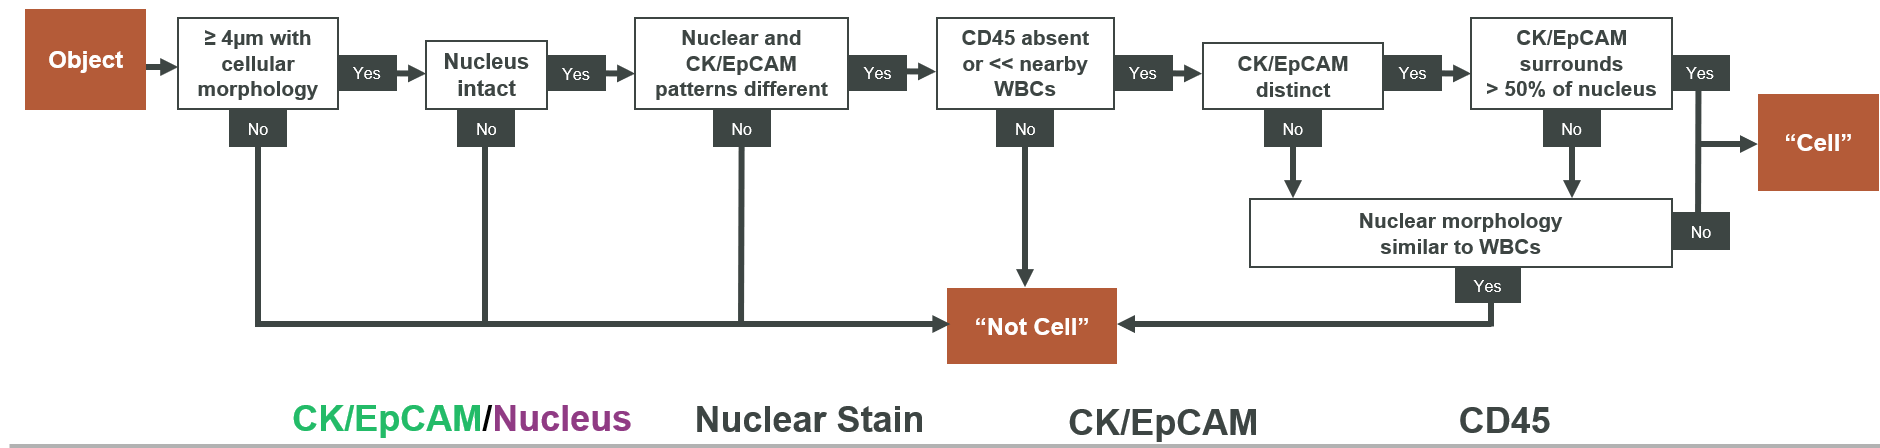 Object
≥ 4µm with
cellular
morphology
Yes
No
Nucleus
intact
Yes
No
Nuclear and
CK/EpCAM
patterns different
Yes
No
CD45 absent
or << nearby
WBCs
Yes
No
CK/EpCAM
distinct
Yes
No
CK/EpCAM
surrounds
> 50% of nucleus
Yes
No
“Cell”
Nuclear morphology
similar to WBCs
No
Yes
“Not Cell”
CK/EpCAM/Nucleus
Nuclear Stain
CK/EpCAM
CD45